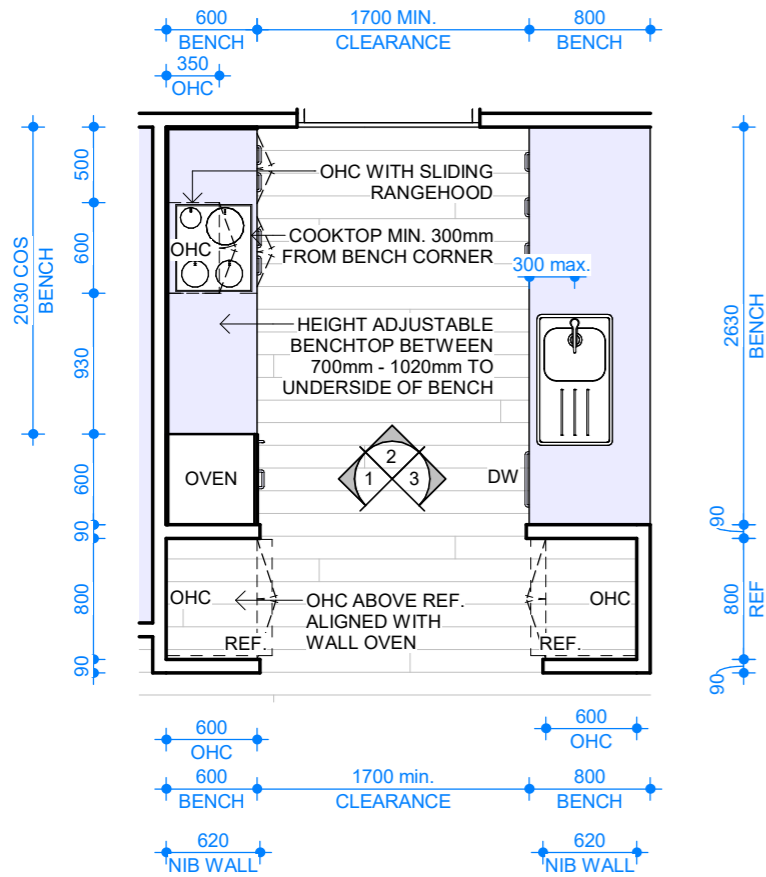 600
BENCH
1700 MIN.
CLEARANCE
800
BENCH
350
OHC
500
600
930
600
90
800
90
2030 COS
BENCH
OHC WITH SLIDING
RANGEHOOD
OHC
COOKTOP MIN. 300mm
FROM BENCH CORNER
300 max.
HEIGHT ADJUSTABLE
BENCHTOP BETWEEN
700mm - 1020mm TO
UNDERSIDE OF BENCH
2630
BENCH
OVEN
1
2
3
DW
90
800
REF
90
OHC
OHC ABOVE REF.
ALIGNED WITH
WALL OVEN
OHC
REF.
REF.
600
OHC
600
OHC
600
BENCH
1700 min.
CLEARANCE
800
BENCH
620
NIB WALL
620
NIB WALL